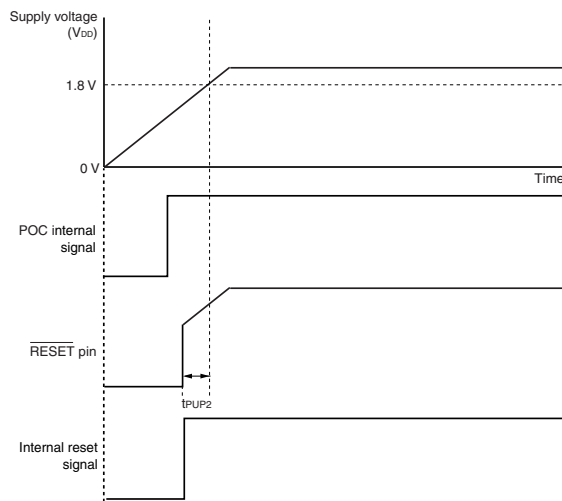 Supply voltage
(VDD)
1.8 V
0 V
Time
POC internal
signal
RESET pin
tPUP2
Internal reset
signal